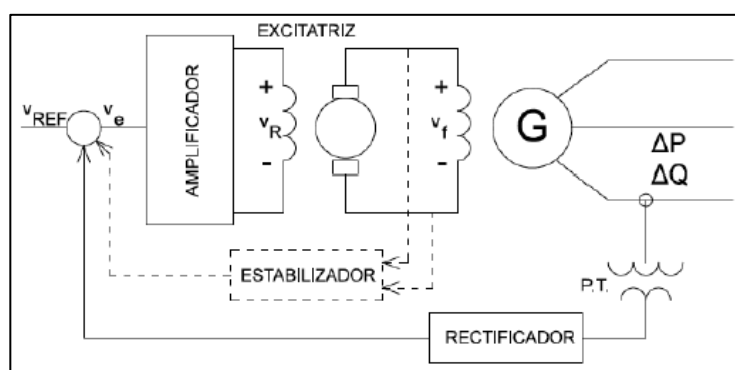 EXCITATRIZ
AMPLIFICADOR
VREF
Ve
+
VR
-
+
Vf
-
G
ΔP
ΔQ
ESTABILIZADOR
P.T.
RECTIFICADOR